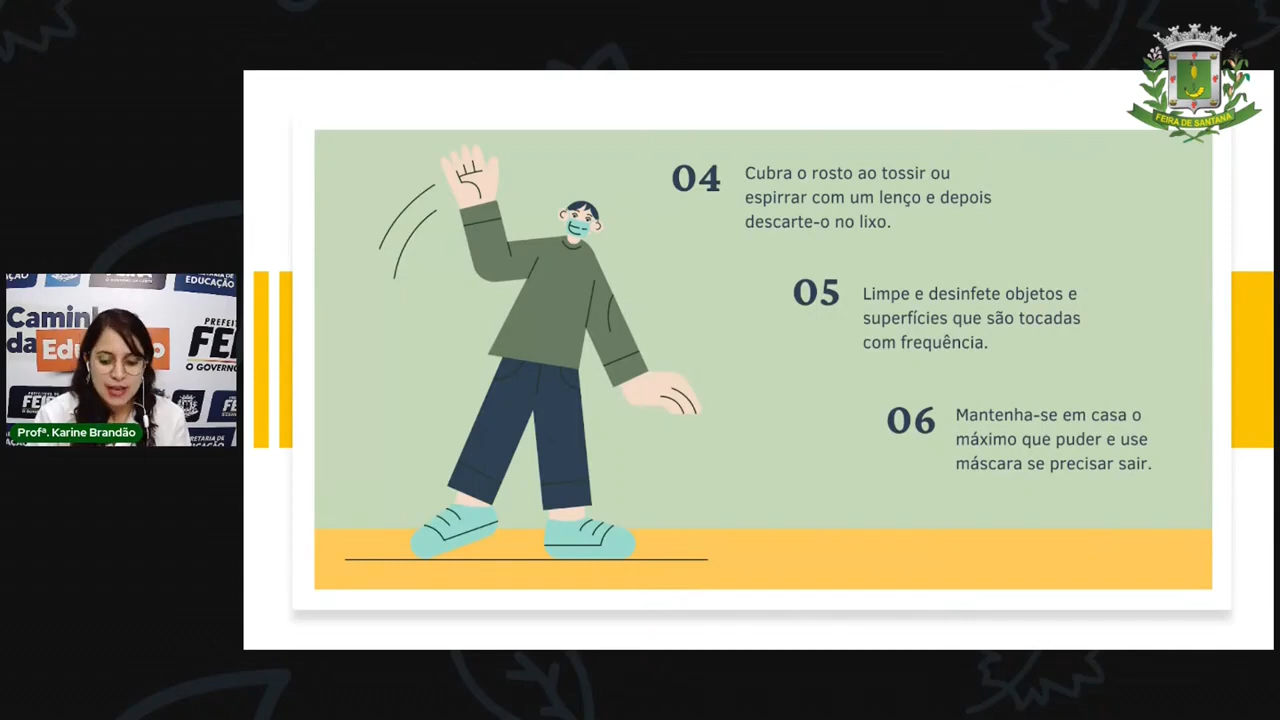 FEIRA DE SANTANA
04
Cubra o rosto ao tossir ou
espirrar com um lenço e depois
descarte-o no lixo.
05
Limpe e desinfete objetos e
superfícies que são tocadas
com frequência.
06
Mantenha-se em casa o
máximo que puder e use
máscara se precisar sair.
EDUCAÇÃO
Profª. Karine Brandão